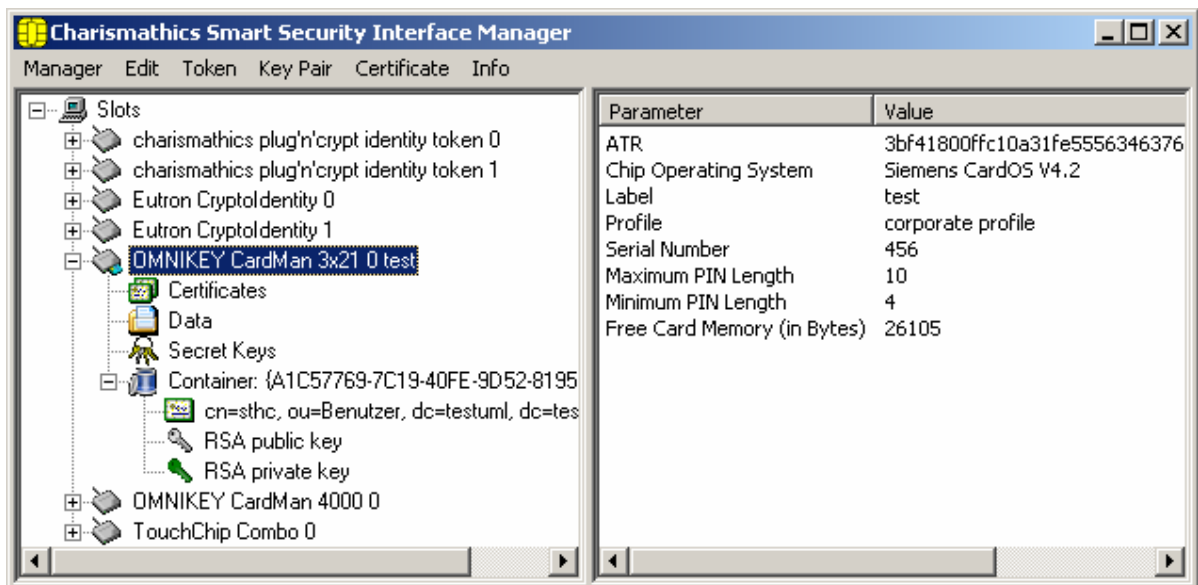 Charismathics Smart Security Interface Manager
Manager Edit Token Key Pair Certificate Info
Slots
charismathics plug'n'crypt identity token 0
charismathics plug'n'crypt identity token 1
Eutron CryptoIdentity 0
Eutron CryptoIdentity 1
OMNIKEY CardMan 3x21 0 test
Certificates
Data
Secret Keys
Container: {A1C57769-7C19-40FE-9D52-8195
cn=sthc, ou=Benutzer, dc=testuml, dc=tes
RSA public key
RSA private key
OMNIKEY CardMan 4000 0
TouchChip Combo 0
Parameter Value
ATR 3bf41800ffc10a31fe5556346376
Chip Operating System Siemens CardOS V4.2
Label test
Profile corporate profile
Serial Number 456
Maximum PIN Length 10
Minimum PIN Length 4
Free Card Memory (in Bytes) 26105